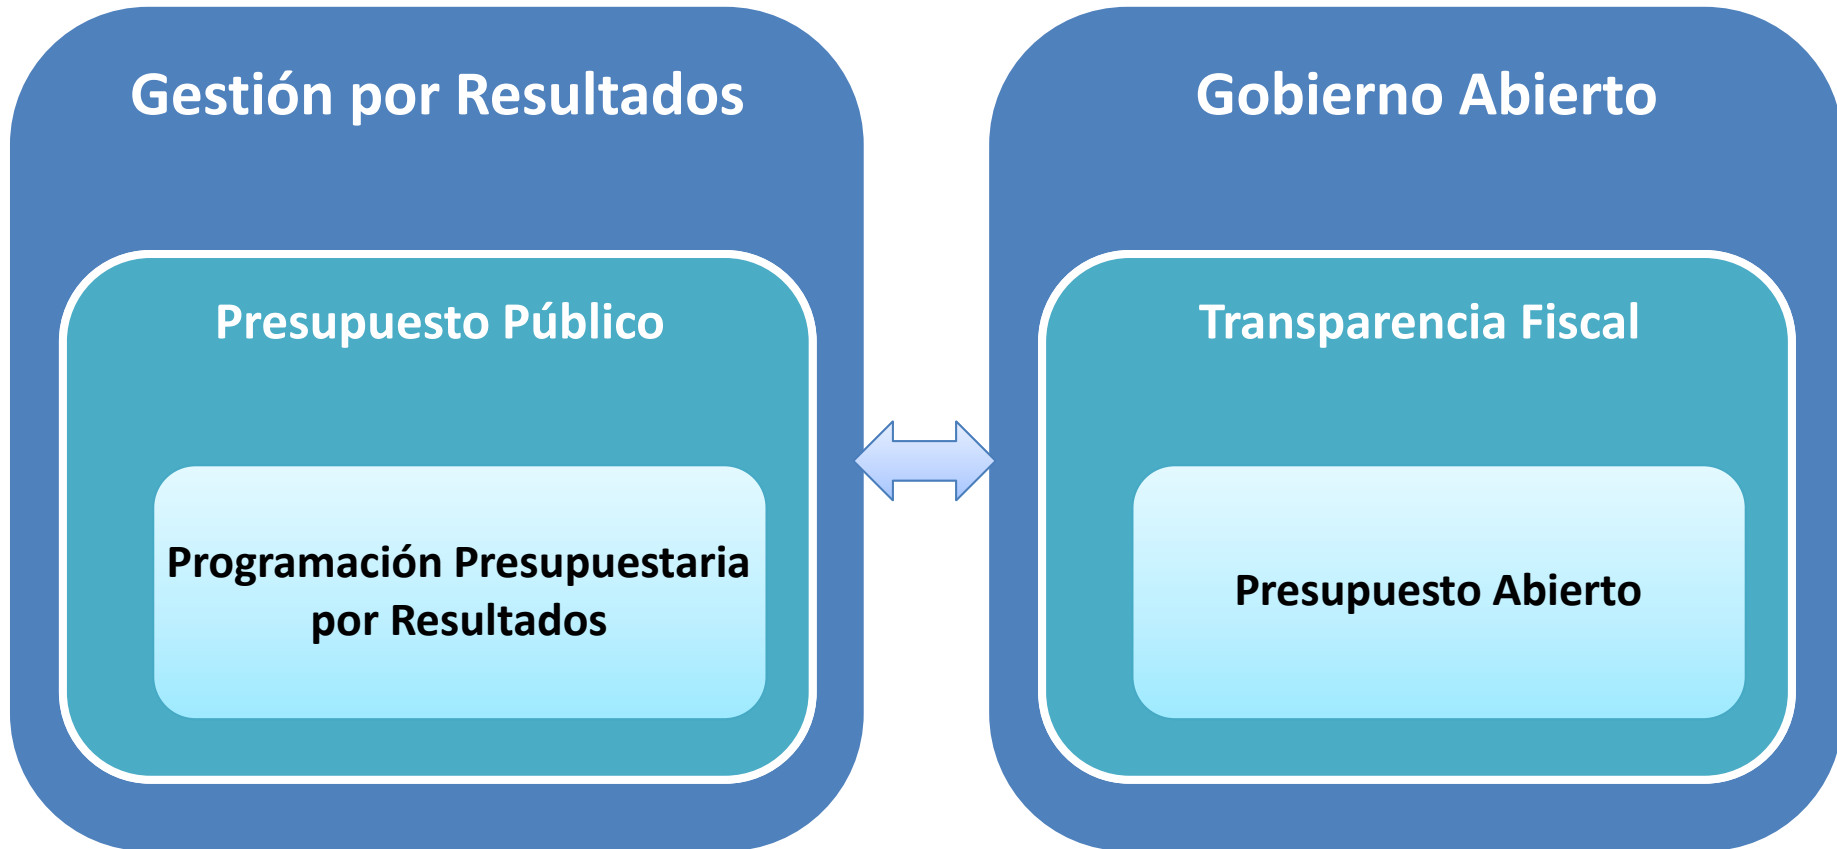 Gestión por Resultados
Presupuesto Público
Programación Presupuestaria
por Resultados
Gobierno Abierto
Transparencia Fiscal
Presupuesto Abierto